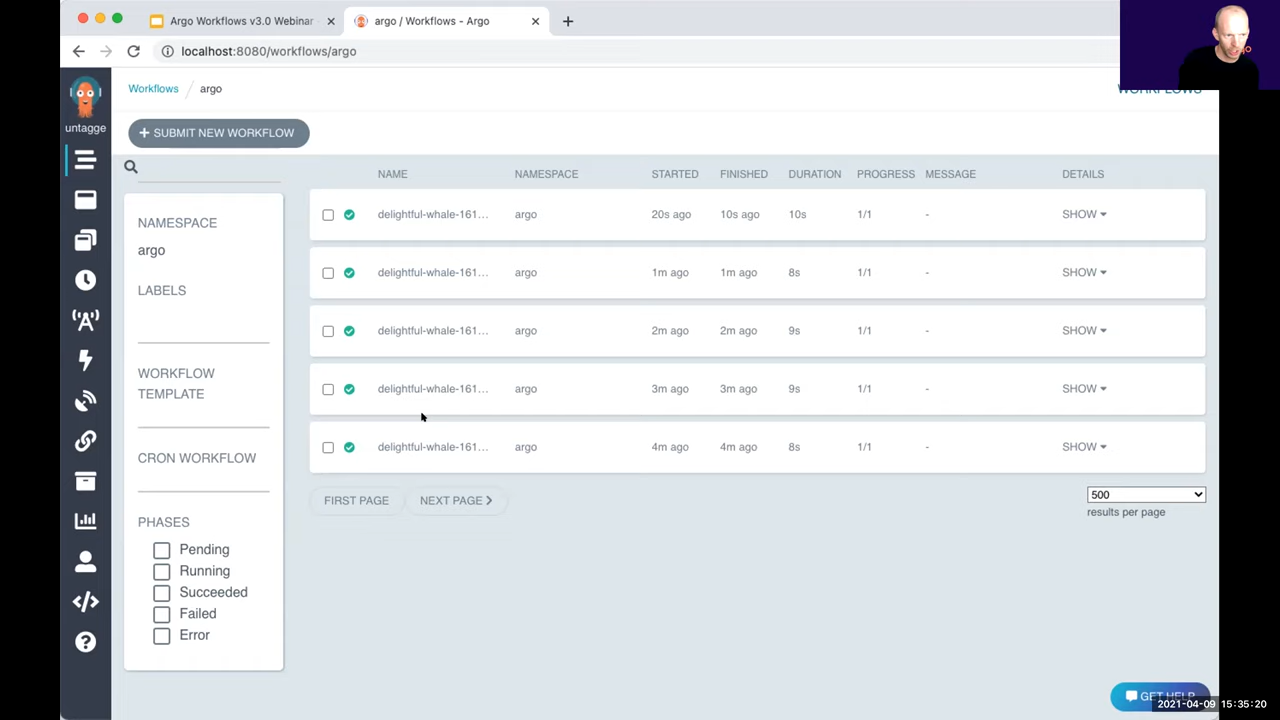 Argo Workflows v3.0 Webinar
argo / Workflows - Argo
localhost:8080/workflows/argo
untagge
Workflows / argo
WORKFLOWS
+ SUBMIT NEW WORKFLOW
NAMESPACE
argo
LABELS
WORKFLOW
TEMPLATE
CRON WORKFLOW
PHASES
Pending
Running
Succeeded
Failed
Error
NAME NAMESPACE STARTED FINISHED DURATION PROGRESS MESSAGE DETAILS
delightful-whale-161... argo 20s ago 10s ago 10s 1/1 - SHOW
delightful-whale-161... argo 1m ago 1m ago 8s 1/1 - SHOW
delightful-whale-161... argo 2m ago 2m ago 9s 1/1 - SHOW
delightful-whale-161... argo 3m ago 3m ago 9s 1/1 - SHOW
delightful-whale-161... argo 4m ago 4m ago 8s 1/1 - SHOW
FIRST PAGE NEXT PAGE
500
results per page
GET HELP
2021-04-09 15:35:20